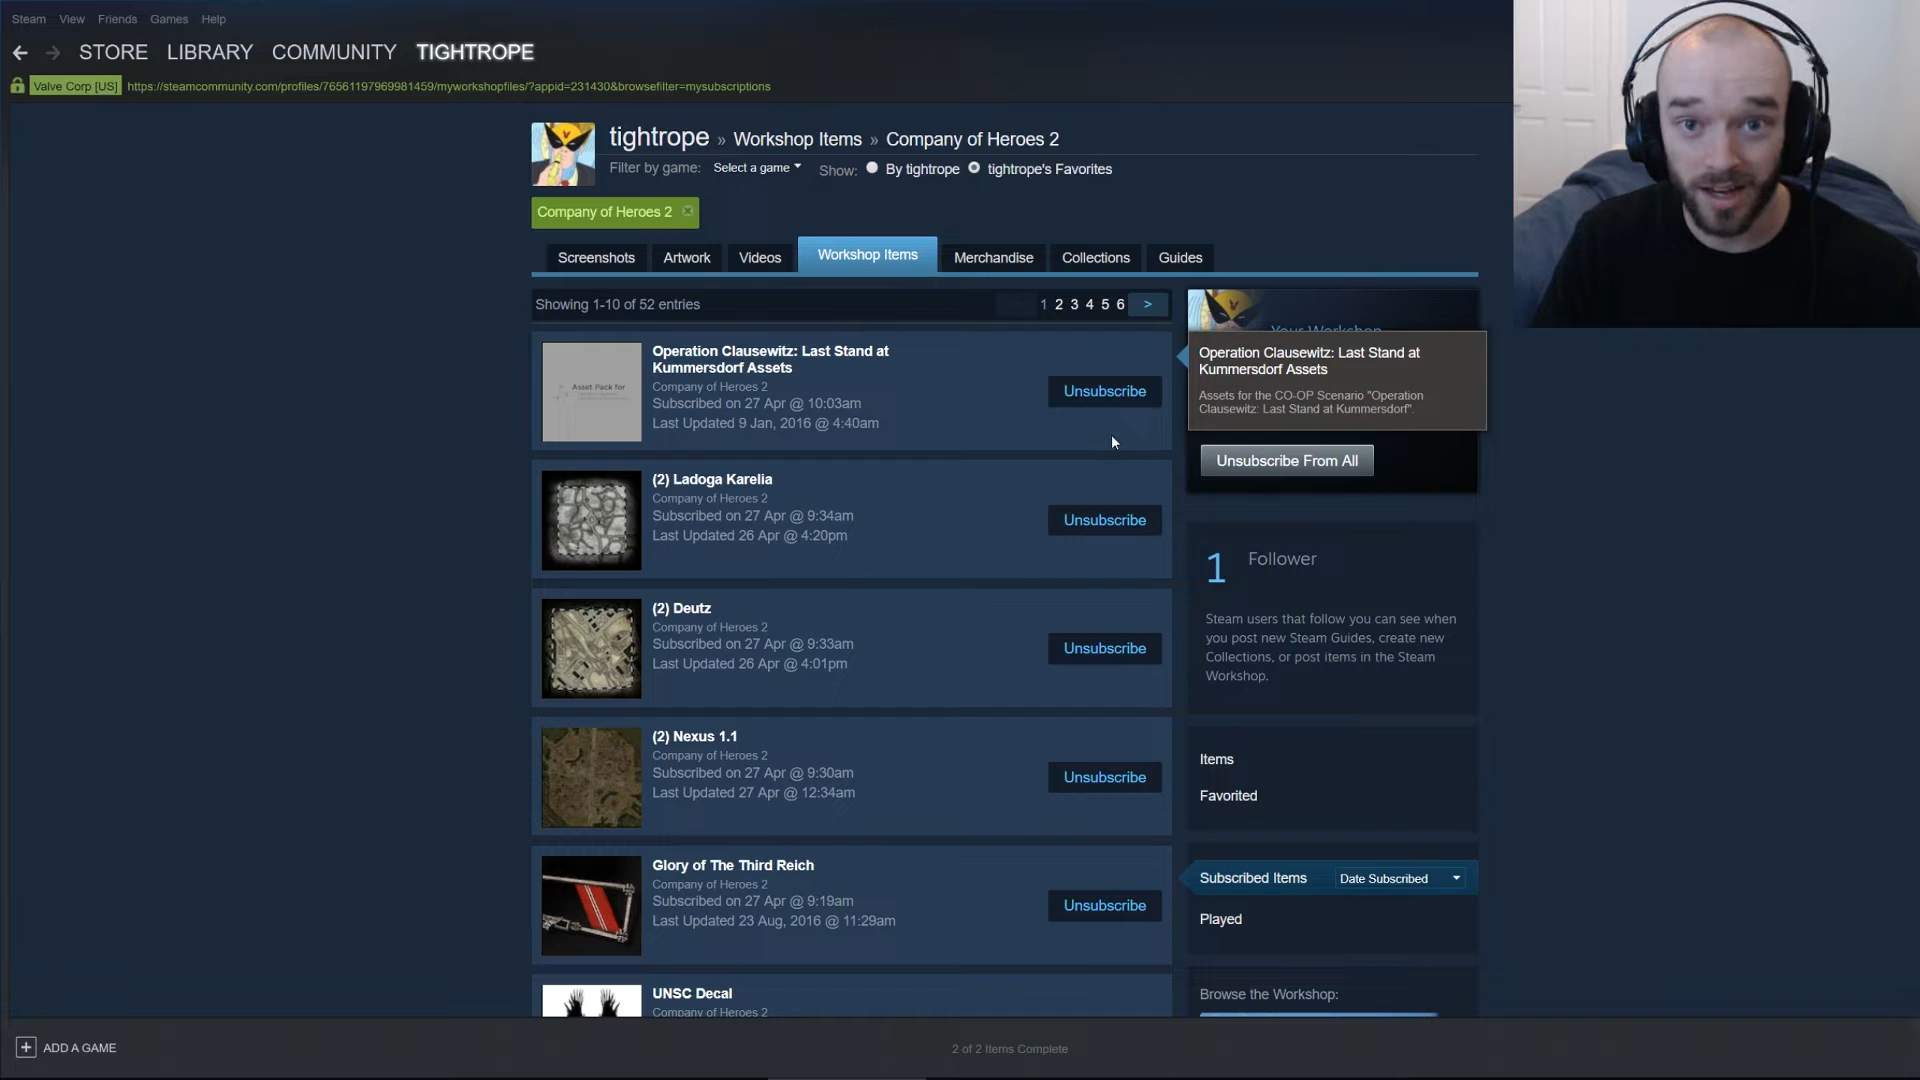 Steam View Friends Games Help
STORE LIBRARY COMMUNITY TIGHTROPE
Valve Corp [US] https://steamcommunity.com/profiles/76561197969981459/myworkshopfiles/?appid=231430&browsefilter=mysubscriptions
tightrope » Workshop Items » Company of Heroes 2
Filter by game: Select a game Show: By tightrope tightrope's Favorites
Company of Heroes 2
Screenshots Artwork Videos Workshop Items Merchandise Collections Guides
Showing 1-10 of 52 entries
1 2 3 4 5 6 >
Operation Clausewitz: Last Stand at
Kummersdorf Assets
Company of Heroes 2
Subscribed on 27 Apr @ 10:03am
Last Updated 9 Jan, 2016 @ 4:40am
Asset Pack for
Unsubscribe
(2) Ladoga Karelia
Company of Heroes 2
Subscribed on 27 Apr @ 9:34am
Last Updated 26 Apr @ 4:20pm
Unsubscribe
(2) Deutz
Company of Heroes 2
Subscribed on 27 Apr @ 9:33am
Last Updated 26 Apr @ 4:01pm
Unsubscribe
(2) Nexus 1.1
Company of Heroes 2
Subscribed on 27 Apr @ 9:30am
Last Updated 27 Apr @ 12:34am
Unsubscribe
Glory of The Third Reich
Company of Heroes 2
Subscribed on 27 Apr @ 9:19am
Last Updated 23 Aug, 2016 @ 11:29am
Unsubscribe
UNSC Decal
Company of Heroes 2
Your Workshop
Operation Clausewitz: Last Stand at
Kummersdorf Assets
Assets for the CO-OP Scenario "Operation
Clausewitz: Last Stand at Kummersdorf".
Unsubscribe From All
1 Follower
Steam users that follow you can see when
you post new Steam Guides, create new
Collections, or post items in the Steam
Workshop.
Items
Favorited
Subscribed Items Date Subscribed
Played
Browse the Workshop:
+ ADD A GAME
2 of 2 Items Complete